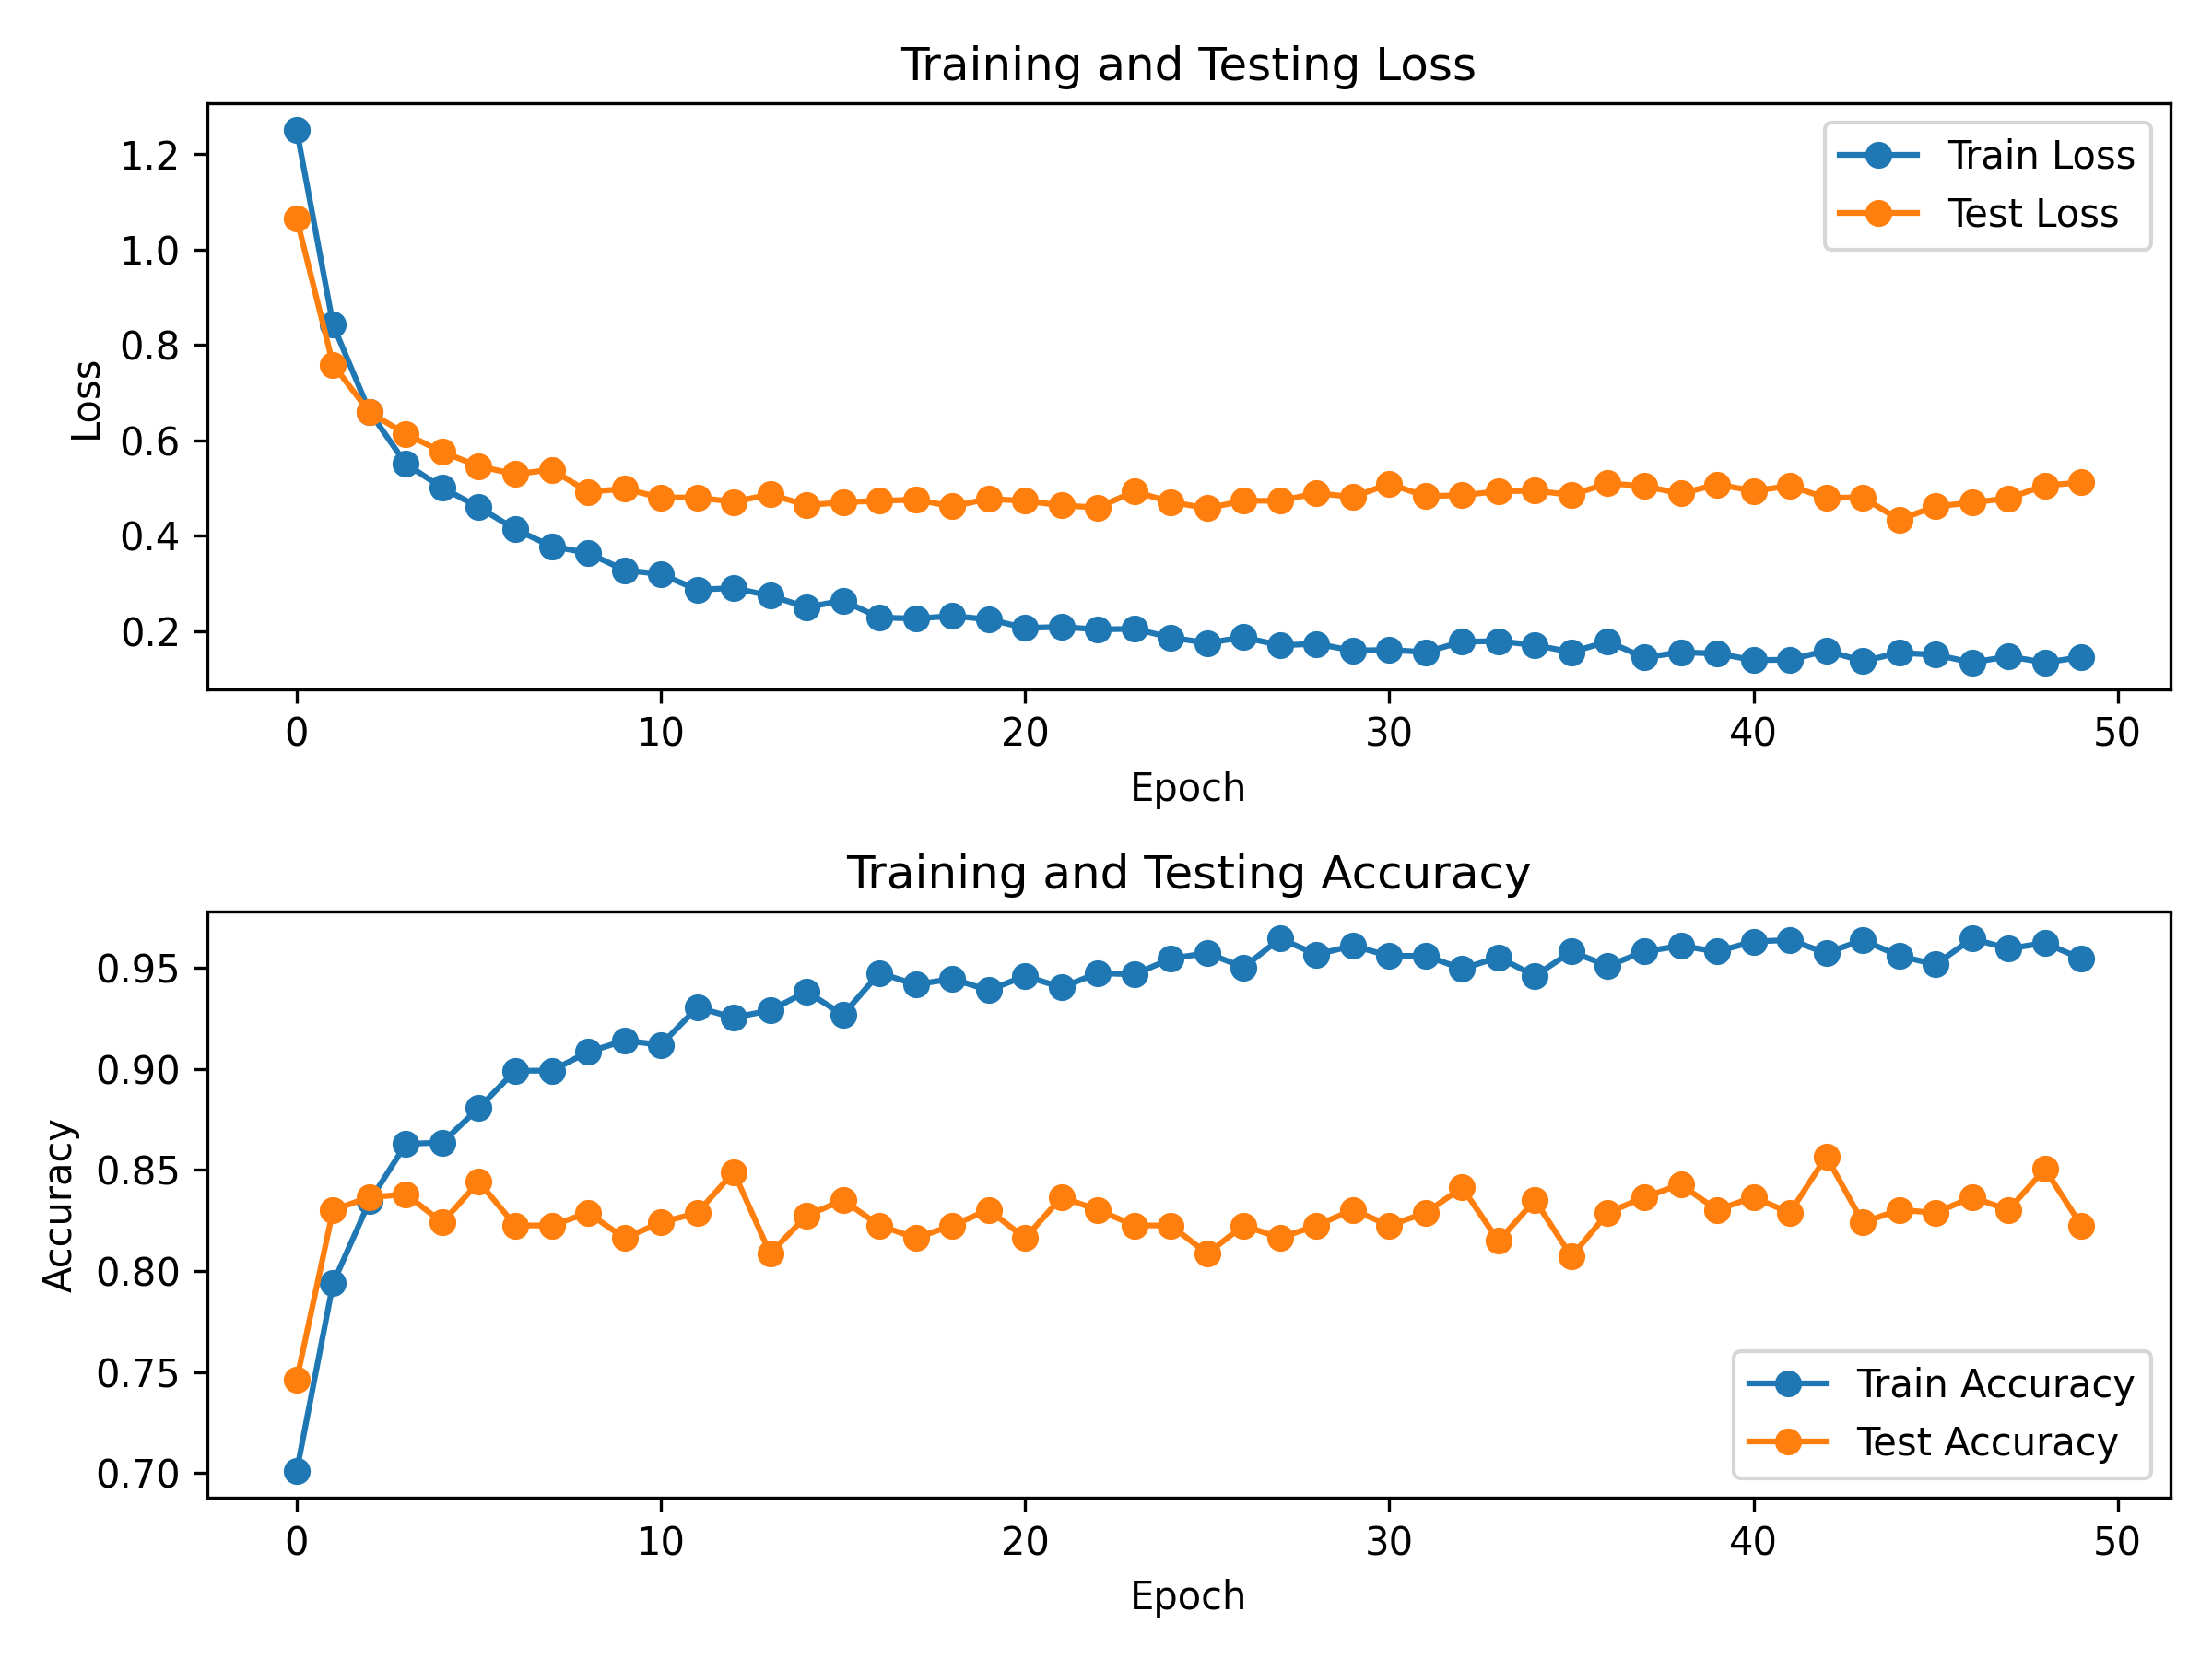 Training and Testing Loss
Train Loss
Test Loss
1.2
1.0
0.8
0.6
0.4
0.2
Loss
0 10 20 30 40 50
Epoch
Training and Testing Accuracy
0.95
0.90
0.85
0.80
0.75
0.70
Accuracy
Train Accuracy
Test Accuracy
0 10 20 30 40 50
Epoch